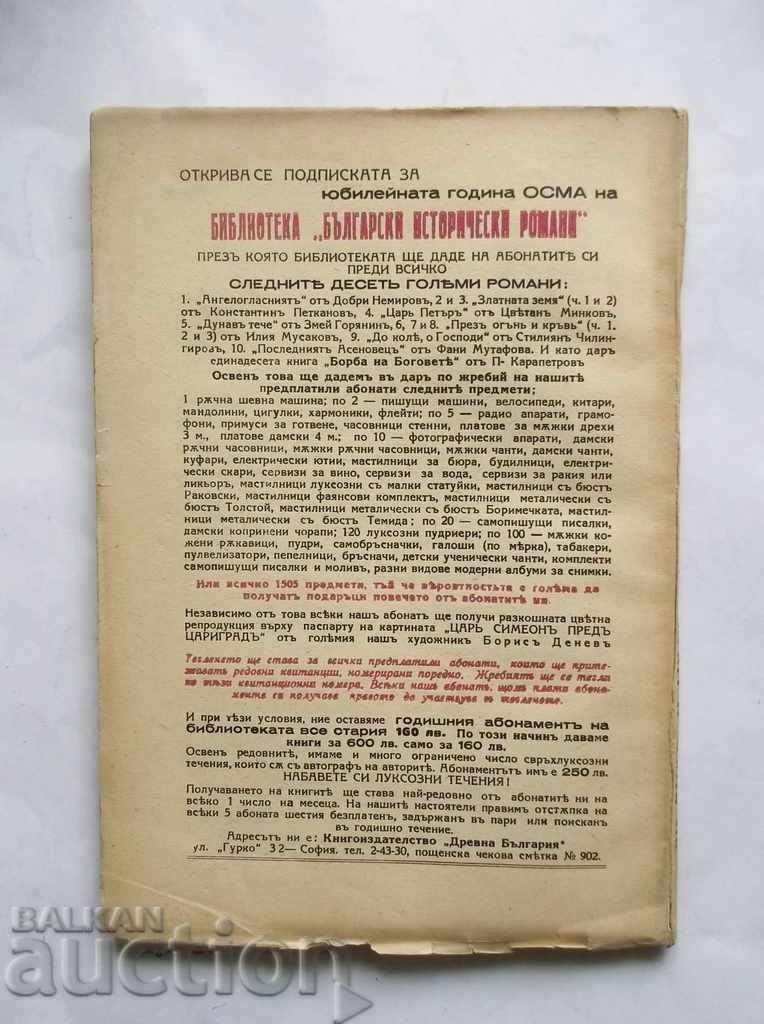 ОТКРИВА СЕ ПОДПИСКАТА ЗА
юбилейната година ОСМА на
БИБЛИОТЕКА „БЪЛГАРСКИ ИСТОРИЧЕСКИ РОМАНИ“
ПРЕЗЪ КОЯТО БИБЛИОТЕКАТА ЩЕ ДАДЕ НА АБОНАТИТѢ СИ
ПРЕДИ ВСИЧКО
СЛЕДНИТѢ ДЕСЕТЬ ГОЛѢМИ РОМАНИ:
1. „Ангелогласниятъ“ отъ Добри Немировъ, 2 и 3. „Златната земя“ (ч. 1 и 2)
отъ Константинъ Петкановъ, 4. „Царь Петъръ“ отъ Цвѣтанъ Минковъ,
5. „Дунавъ тече“ отъ Змей Горянинъ, 6, 7 и 8. „Презъ огънь и кръвь“ (ч. 1.
2 и 3) отъ Илия Мусаковъ, 9. „До колѣ, о Господи“ отъ Стилиянъ Чилин-
гировъ, 10. „Последниятъ Асеновецъ“ отъ Фани Мутафова. И като даръ
единадесета книга „Борба на Боговетѣ“ отъ П. Карапетровъ
Освенъ това ще дадемъ въ даръ по жребий на нашитѣ
предплатили абонати следнитѣ предмети:
1 рѫчна шевна машина; по 2 — пишущи машини, велосипеди, китари,
мандолини, цигулки, хармоники, флейти; по 5 — радио апарати, грамо-
фони, примуси за готвене, часовници стенни, платове за мѫжки дрехи
3 м., платове дамски 4 м.; по 10 — фотографически апарати, дамски
рѫчни часовници, мѫжки рѫчни часовници, мѫжки чанти, дамски чанти,
куфари, електрически ютии, мастилници за бюра, будилници, електри-
чески скари, сервизи за вино, сервизи за вода, сервизи за ракия или
ликьоръ, мастилници луксозни съ малки статуйки, мастилници съ бюстъ
Раковски, мастилници фаянсови комплектъ, мастилници металически съ
бюстъ Толстой, мастилници металически съ бюстъ Боримечката, мастил-
ници металически съ бюстъ Темида; по 20 — самопишущи писалки,
дамски копринени чорапи; 120 луксозни пудриери; по 100 — мѫжки ко-
жени рѫкавици, пудри, самобръсначки, галоши (по мѣрка), табакери,
пулвелизатори, пепелници, бръсначи, детски ученически чанти, комплекти
самопишущи писалки и моливъ, разни видове модерни албуми за снимки.
Или всичко 1505 предмети, тъй че вѣроятностьта е голѣма да
получатъ подаръци повечето отъ абонатитѣ ни.
Независимо отъ това всѣки нашъ абонатъ ще получи разкошната цвѣтна
репродукция върху паспарту на картината „ЦАРЬ СИМЕОНЪ ПРЕДЪ
ЦАРИГРАДЪ“ отъ голѣмия нашъ художникъ Борисъ Деневъ
Тегленето ще става за всички предплатили абонати, които ще прите-
жаватъ редовни квитанции, номерирани поредно. Жребиятъ ще се тегли
по тѣзи квитанционни номера. Всѣки нашъ абонатъ, щомъ плати абона-
мента си получава правото да участвува въ тегленето.
И при тѣзи условия, ние оставяме годишния абонаментъ на
библиотеката все стария 160 лв. По този начинъ даваме
книги за 600 лв. само за 160 лв.
Освенъ редовнитѣ, имаме и много ограничено число свръхлуксозни
течения, които сѫ съ автографъ на авторитѣ. Абонаментътъ имъ е 250 лв.
НАБАВЕТЕ СИ ЛУКСОЗНИ ТЕЧЕНИЯ!
Получаването на книгитѣ ще става най-редовно отъ абонатитѣ ни на
всѣко 1 число на месеца. На нашитѣ настоятели правимъ отстѫпка на
всѣки 5 абоната шестия безплатенъ, задържанъ въ пари или поисканъ
въ годишно течение.
Адресътъ ни е: Книгоиздателство „Древна България“
ул. „Гурко“ 32 — София. тел. 2-43-30, пощенска чекова смѣтка № 902.
BALKAN
auction